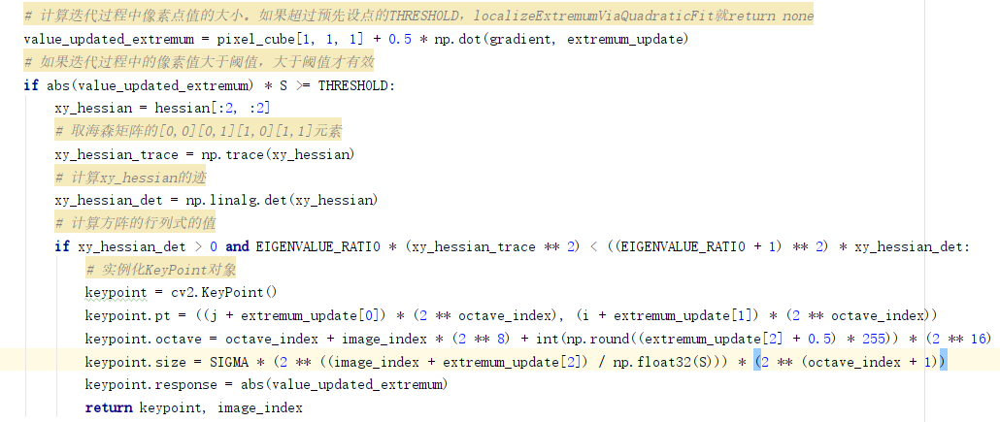 # 计算迭代过程中像素点值的大小。如果超过预先设点的THRESHOLD，localizeExtremumViaQuadraticFit就return none
value_updated_extremum = pixel_cube[1, 1, 1] + 0.5 * np.dot(gradient, extremum_update)
# 如果迭代过程中的像素值大于阈值，大于阈值才有效
if abs(value_updated_extremum) * S >= THRESHOLD:
xy_hessian = hessian[:2, :2]
# 取海森矩阵的[0,0][0,1][1,0][1,1]元素
xy_hessian_trace = np.trace(xy_hessian)
# 计算xy_hessian的迹
xy_hessian_det = np.linalg.det(xy_hessian)
# 计算方阵的行列式的值
if xy_hessian_det > 0 and EIGENVALUE_RATIO * (xy_hessian_trace ** 2) < ((EIGENVALUE_RATIO + 1) ** 2) * xy_hessian_det:
# 实例化KeyPoint对象
keypoint = cv2.KeyPoint()
keypoint.pt = ((j + extremum_update[0]) * (2 ** octave_index), (i + extremum_update[1]) * (2 ** octave_index))
keypoint.octave = octave_index + image_index * (2 ** 8) + int(np.round((extremum_update[2] + 0.5) * 255)) * (2 ** 16)
keypoint.size = SIGMA * (2 ** ((image_index + extremum_update[2]) / np.float32(S))) * (2 ** (octave_index + 1))
keypoint.response = abs(value_updated_extremum)
return keypoint, image_index